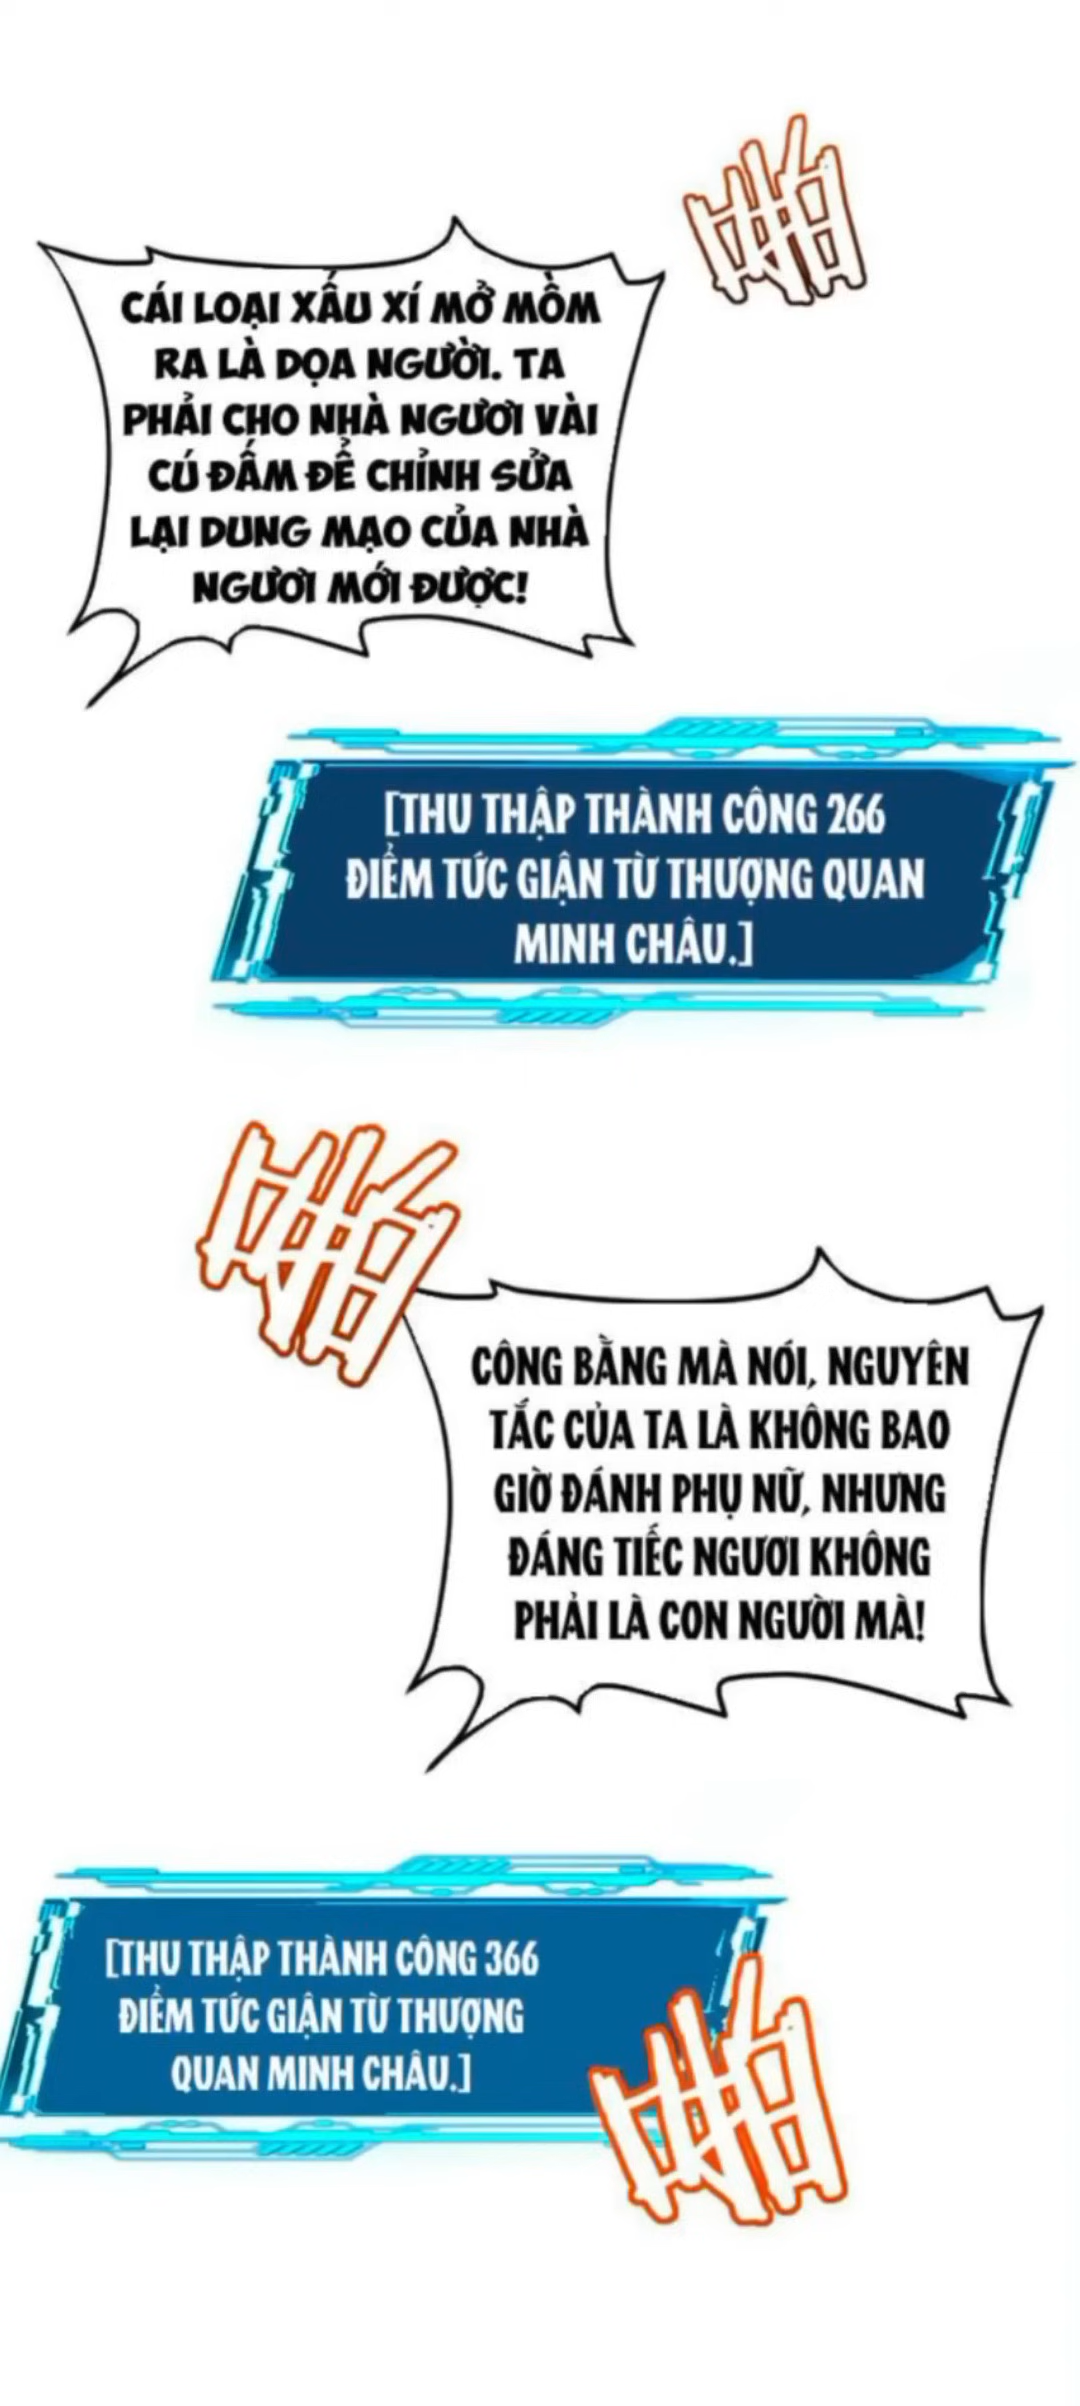 啪
CÁI LOẠI XẤU XÍ MỞ MỒM
RA LÀ DỌA NGƯỜI. TA
PHẢI CHO NHÀ NGƯƠI VÀI
CÚ ĐẤM ĐỂ CHỈNH SỬA
LẠI DUNG MẠO CỦA NHÀ
NGƯƠI MỚI ĐƯỢC!
[THU THẬP THÀNH CÔNG 266
ĐIỂM TỨC GIẬN TỪ THƯỢNG QUAN
MINH CHÂU.]
啪
CÔNG BẰNG MÀ NÓI, NGUYÊN
TẮC CỦA TA LÀ KHÔNG BAO
GIỜ ĐÁNH PHỤ NỮ, NHƯNG
ĐÁNG TIẾC NGƯƠI KHÔNG
PHẢI LÀ CON NGƯỜI MÀ!
[THU THẬP THÀNH CÔNG 366
ĐIỂM TỨC GIẬN TỪ THƯỢNG
QUAN MINH CHÂU.]
啪